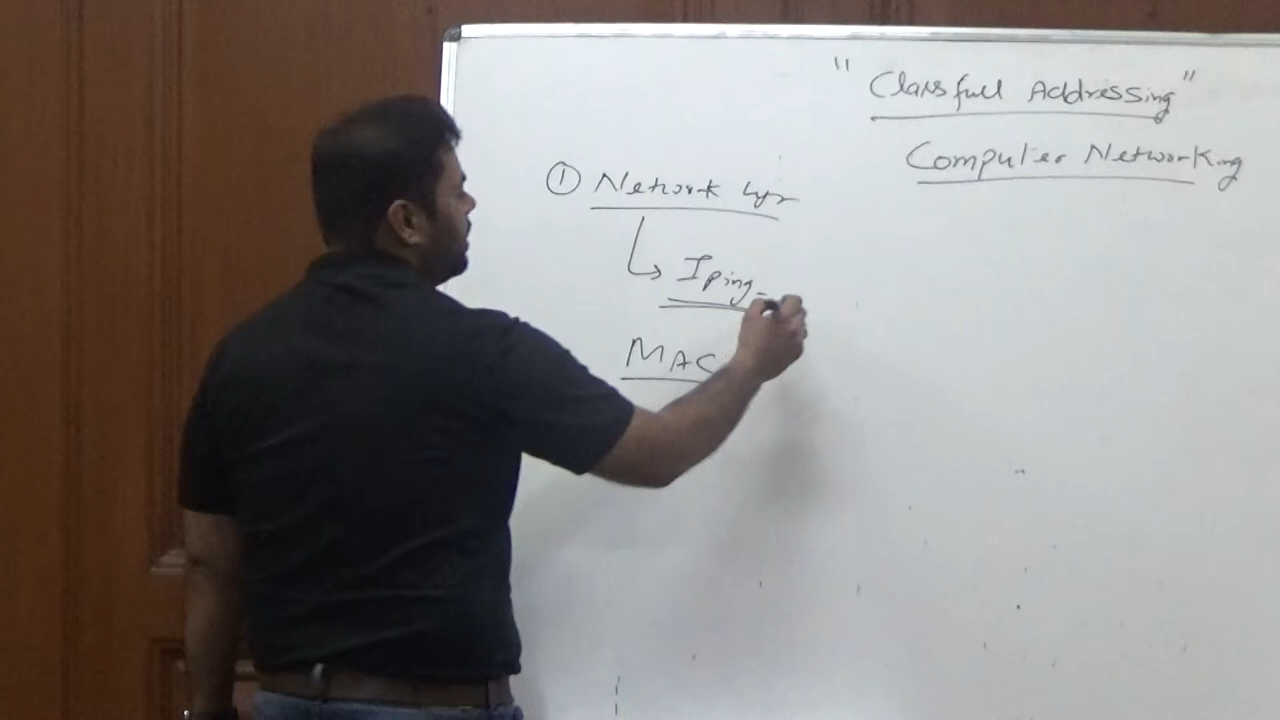 " Classfull Addressing "
Computer Networking
① Network lyr
↳ Iping
MAC